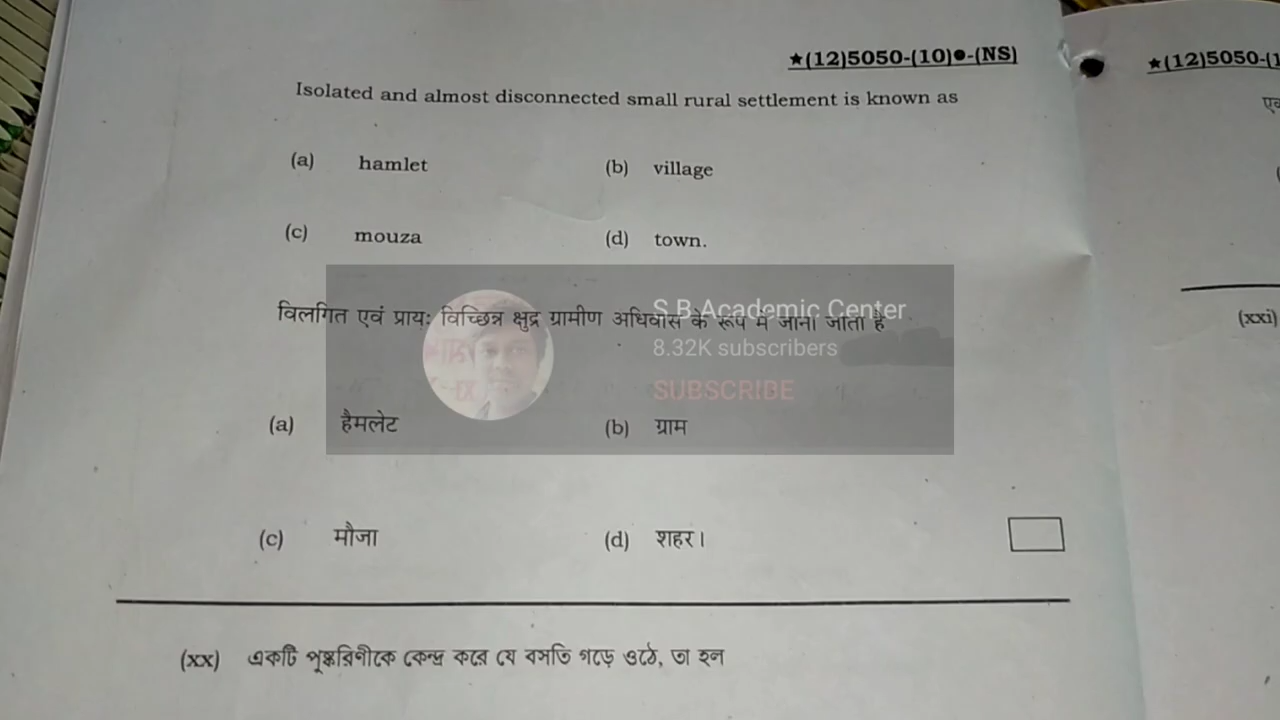 ★(12)5050-(10)●-(NS)
Isolated and almost disconnected small rural settlement is known as
(a) hamlet (b) village
(c) mouza (d) town.
विलगित एवं प्रायः विच्छिन्न क्षुद्र ग्रामीण अधिवास के रूप में जाना जाता है
S.B.Academic Center
8.32K subscribers
SUBSCRIBE
(a) हैमलेट (b) ग्राम
(c) मौजा (d) शहर।
(xx) একটি পুষ্করিণীকে কেন্দ্র করে যে বসতি গড়ে ওঠে, তা হল
★(12)5050-(1
(xxi)